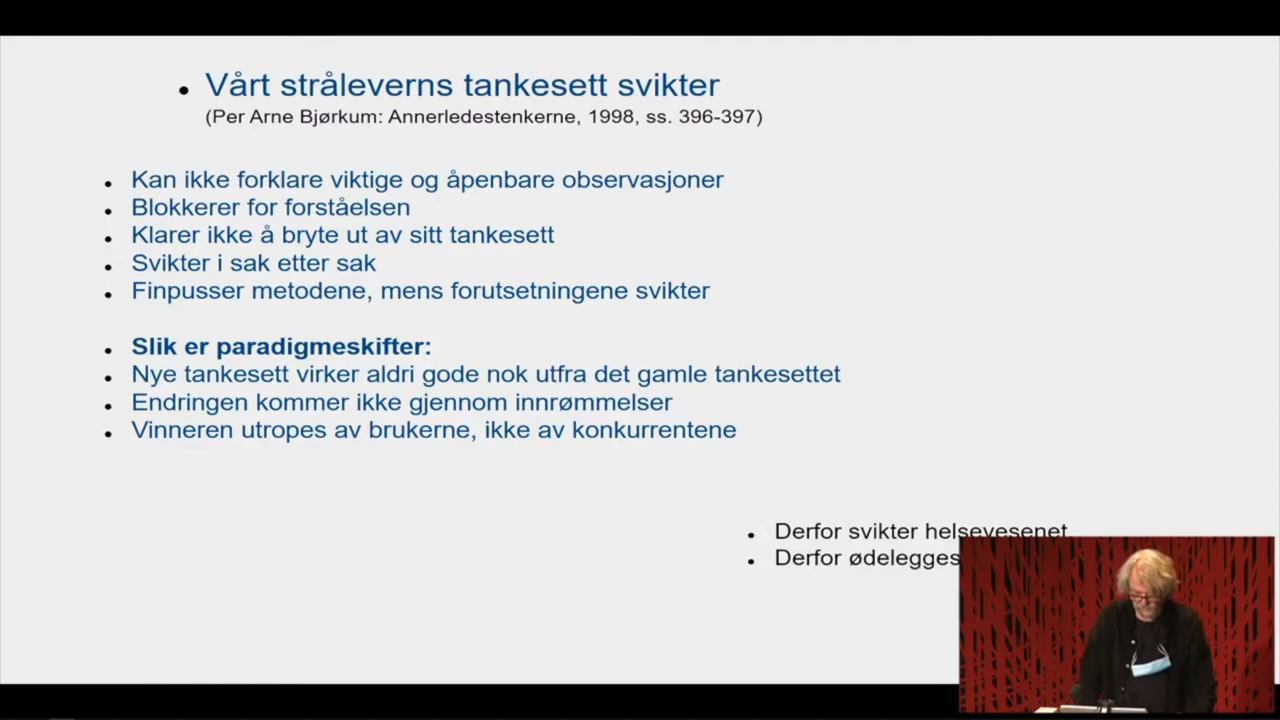 Vårt stråleverns tankesett svikter
(Per Arne Bjørkum: Annerledestenkerne, 1998, ss. 396-397)
Kan ikke forklare viktige og åpenbare observasjoner
Blokkerer for forståelsen
Klarer ikke å bryte ut av sitt tankesett
Svikter i sak etter sak
Finpusser metodene, mens forutsetningene svikter
Slik er paradigmeskifter:
Nye tankesett virker aldri gode nok utfra det gamle tankesettet
Endringen kommer ikke gjennom innrømmelser
Vinneren utropes av brukerne, ikke av konkurrentene
Derfor svikter helsevesenet
Derfor ødelegges